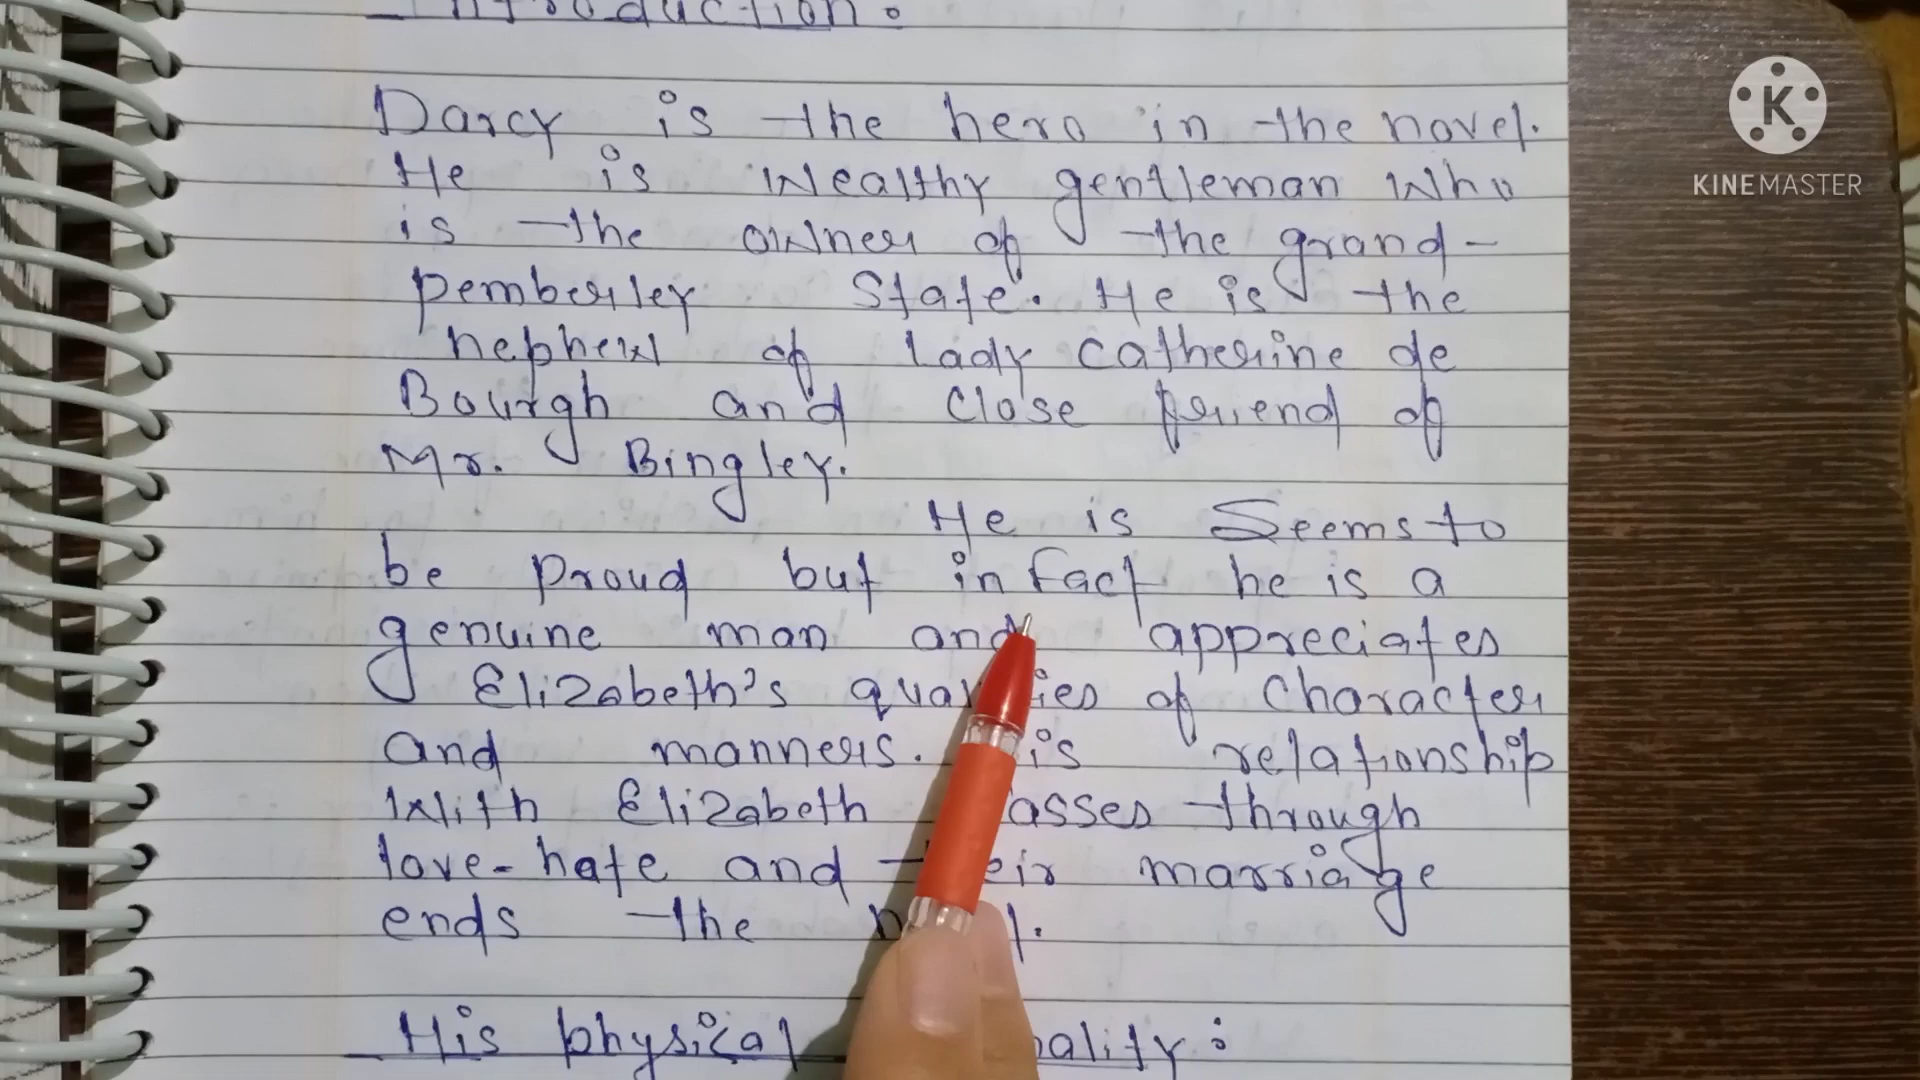 Introduction:
Darcy is the hero in the novel.
He is Wealthy gentleman Who
is the owner of the grand-
pemberley State. He is the
nephew of lady catherine de
Bourgh and close friend of
Mr. Bingley.
He is Seems to
be proud but in fact he is a
genuine man and appreciates
Elizabeth's qualities of character
and manners. is relationship
With Elizabeth asses through
love-hate and their marriage
ends the
His physical
KINEMASTER